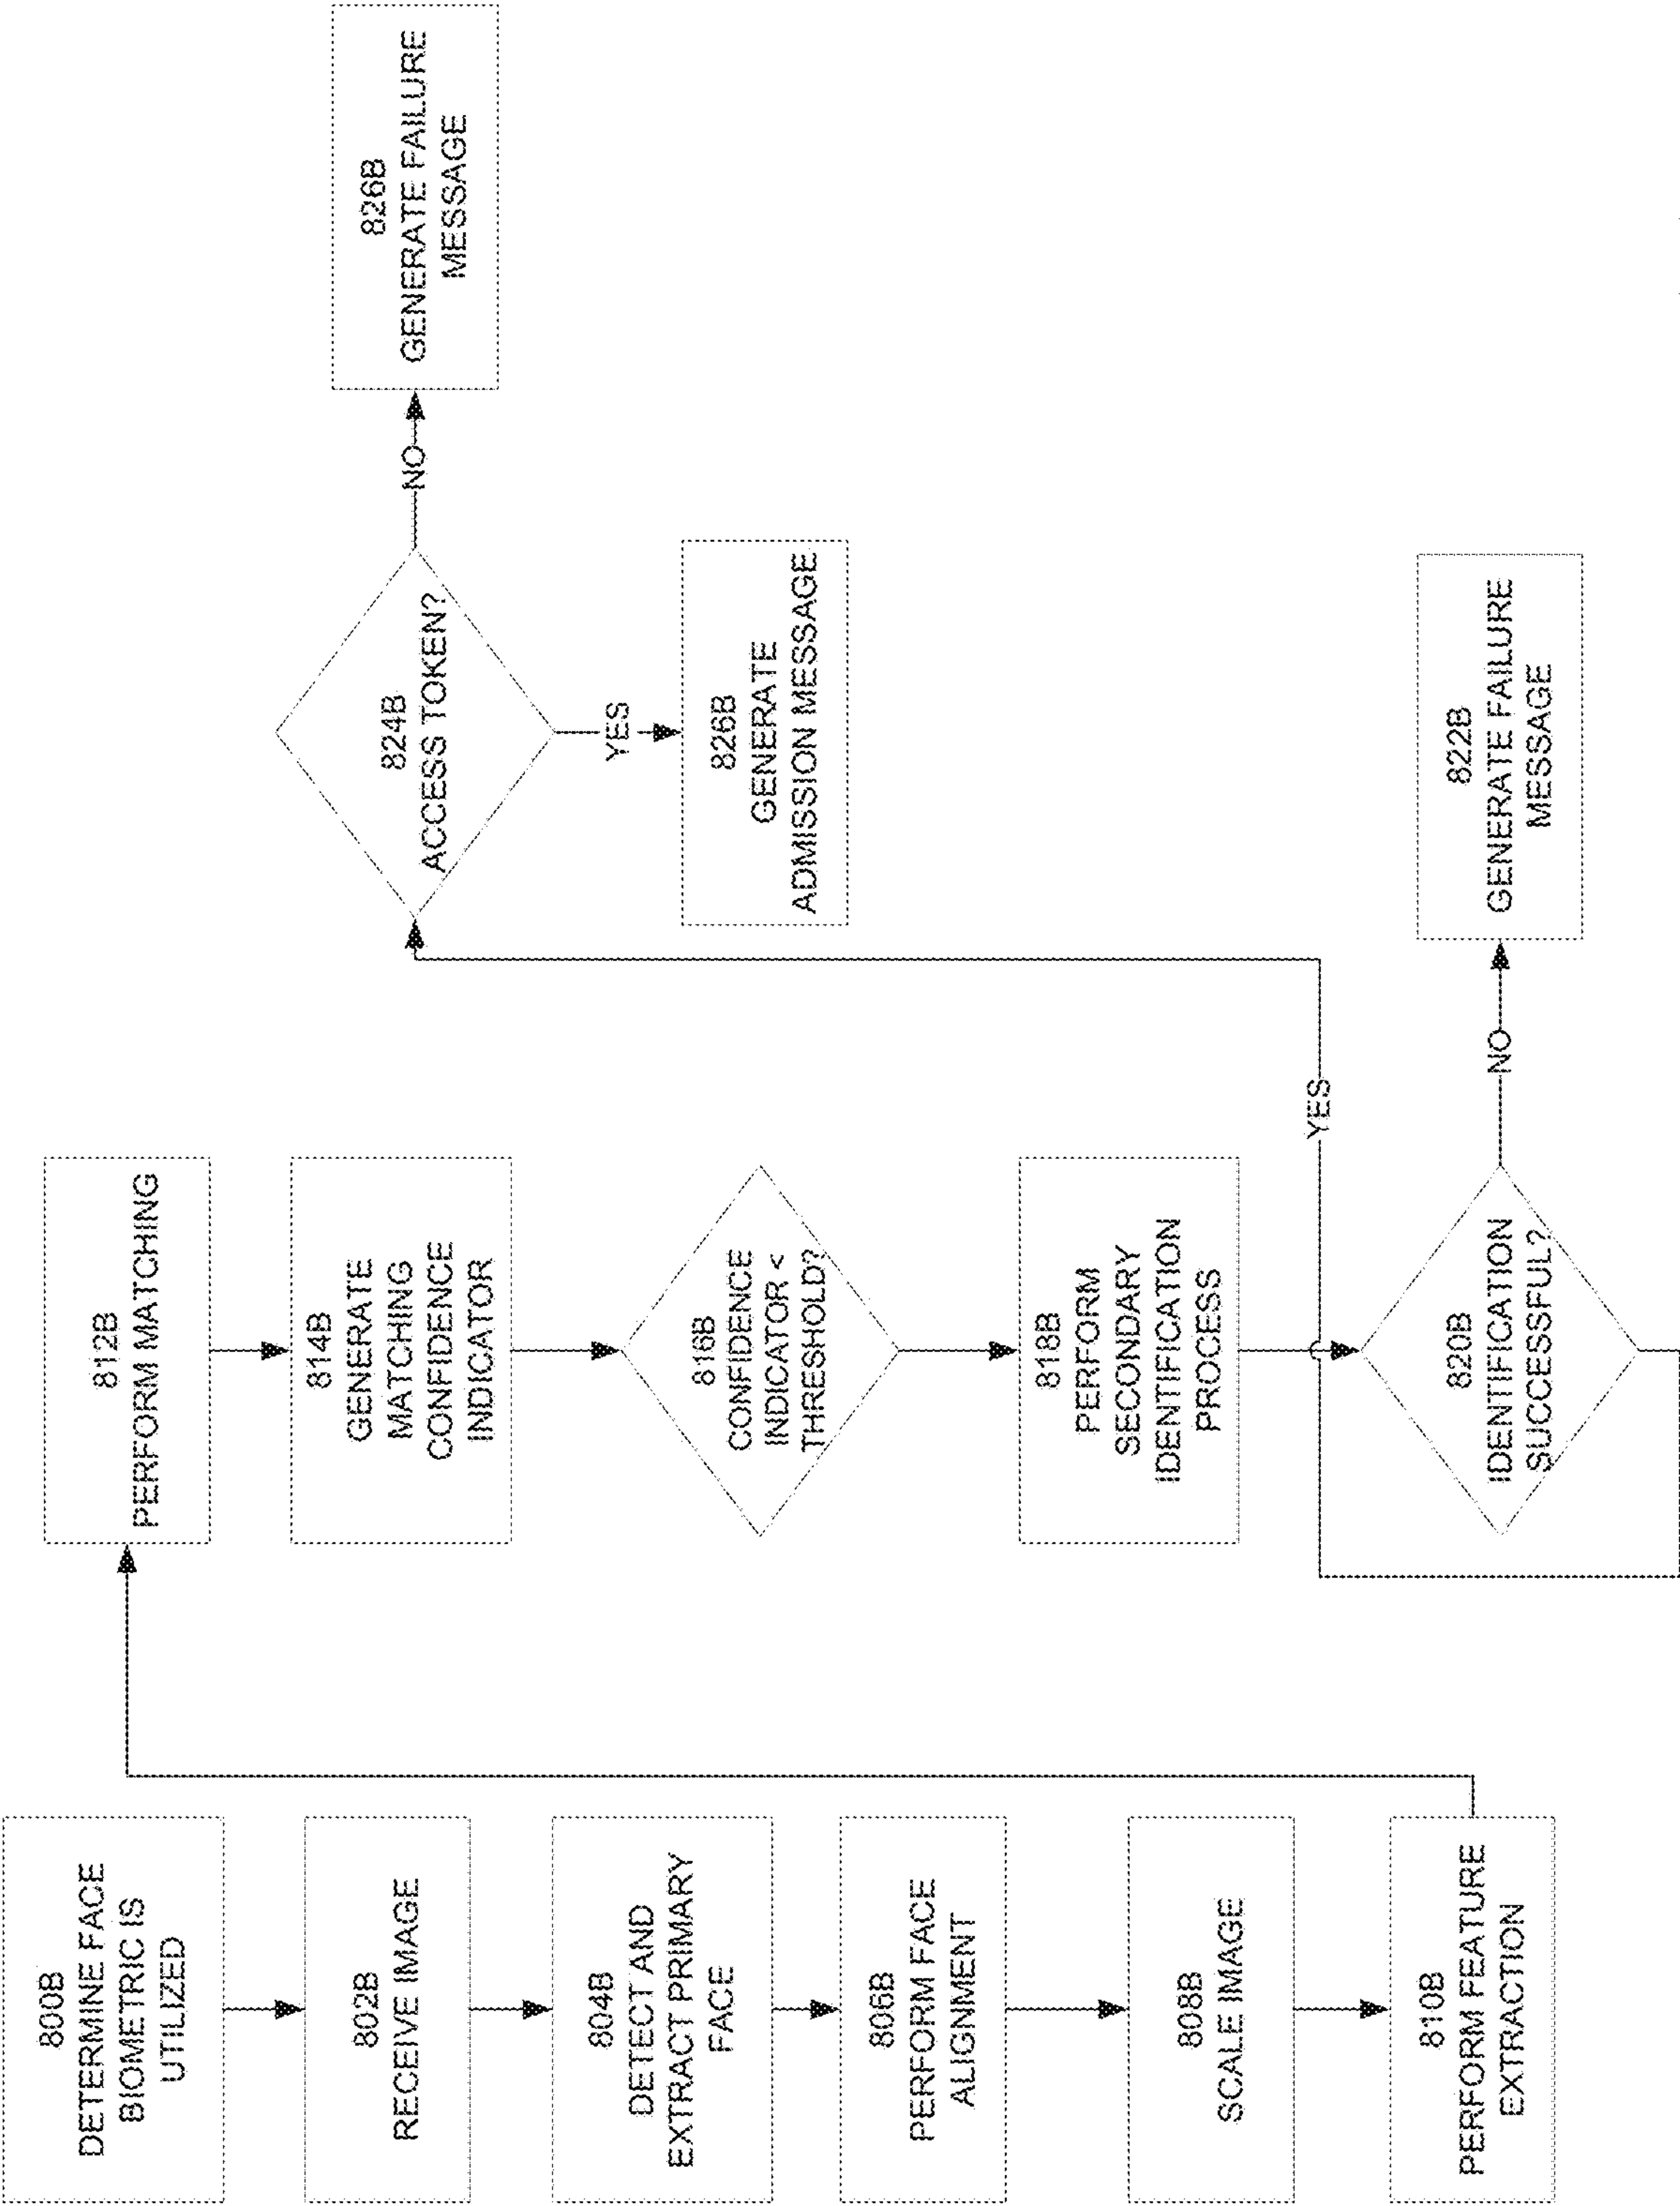 800B
DETERMINE FACE
BIOMETRIC IS
UTILIZED
802B
RECEIVE IMAGE
804B
DETECT AND
EXTRACT PRIMARY
FACE
806B
PERFORM FACE
ALIGNMENT
808B
SCALE IMAGE
810B
PERFORM FEATURE
EXTRACTION
812B
PERFORM MATCHING
814B
GENERATE
MATCHING
CONFIDENCE
INDICATOR
816B
CONFIDENCE
INDICATOR <
THRESHOLD?
818B
PERFORM
SECONDARY
IDENTIFICATION
PROCESS
820B
IDENTIFICATION
SUCCESSFUL?
YES
NO
822B
GENERATE FAILURE
MESSAGE
824B
ACCESS TOKEN?
YES
826B
GENERATE
ADMISSION MESSAGE
NO
826B
GENERATE FAILURE
MESSAGE